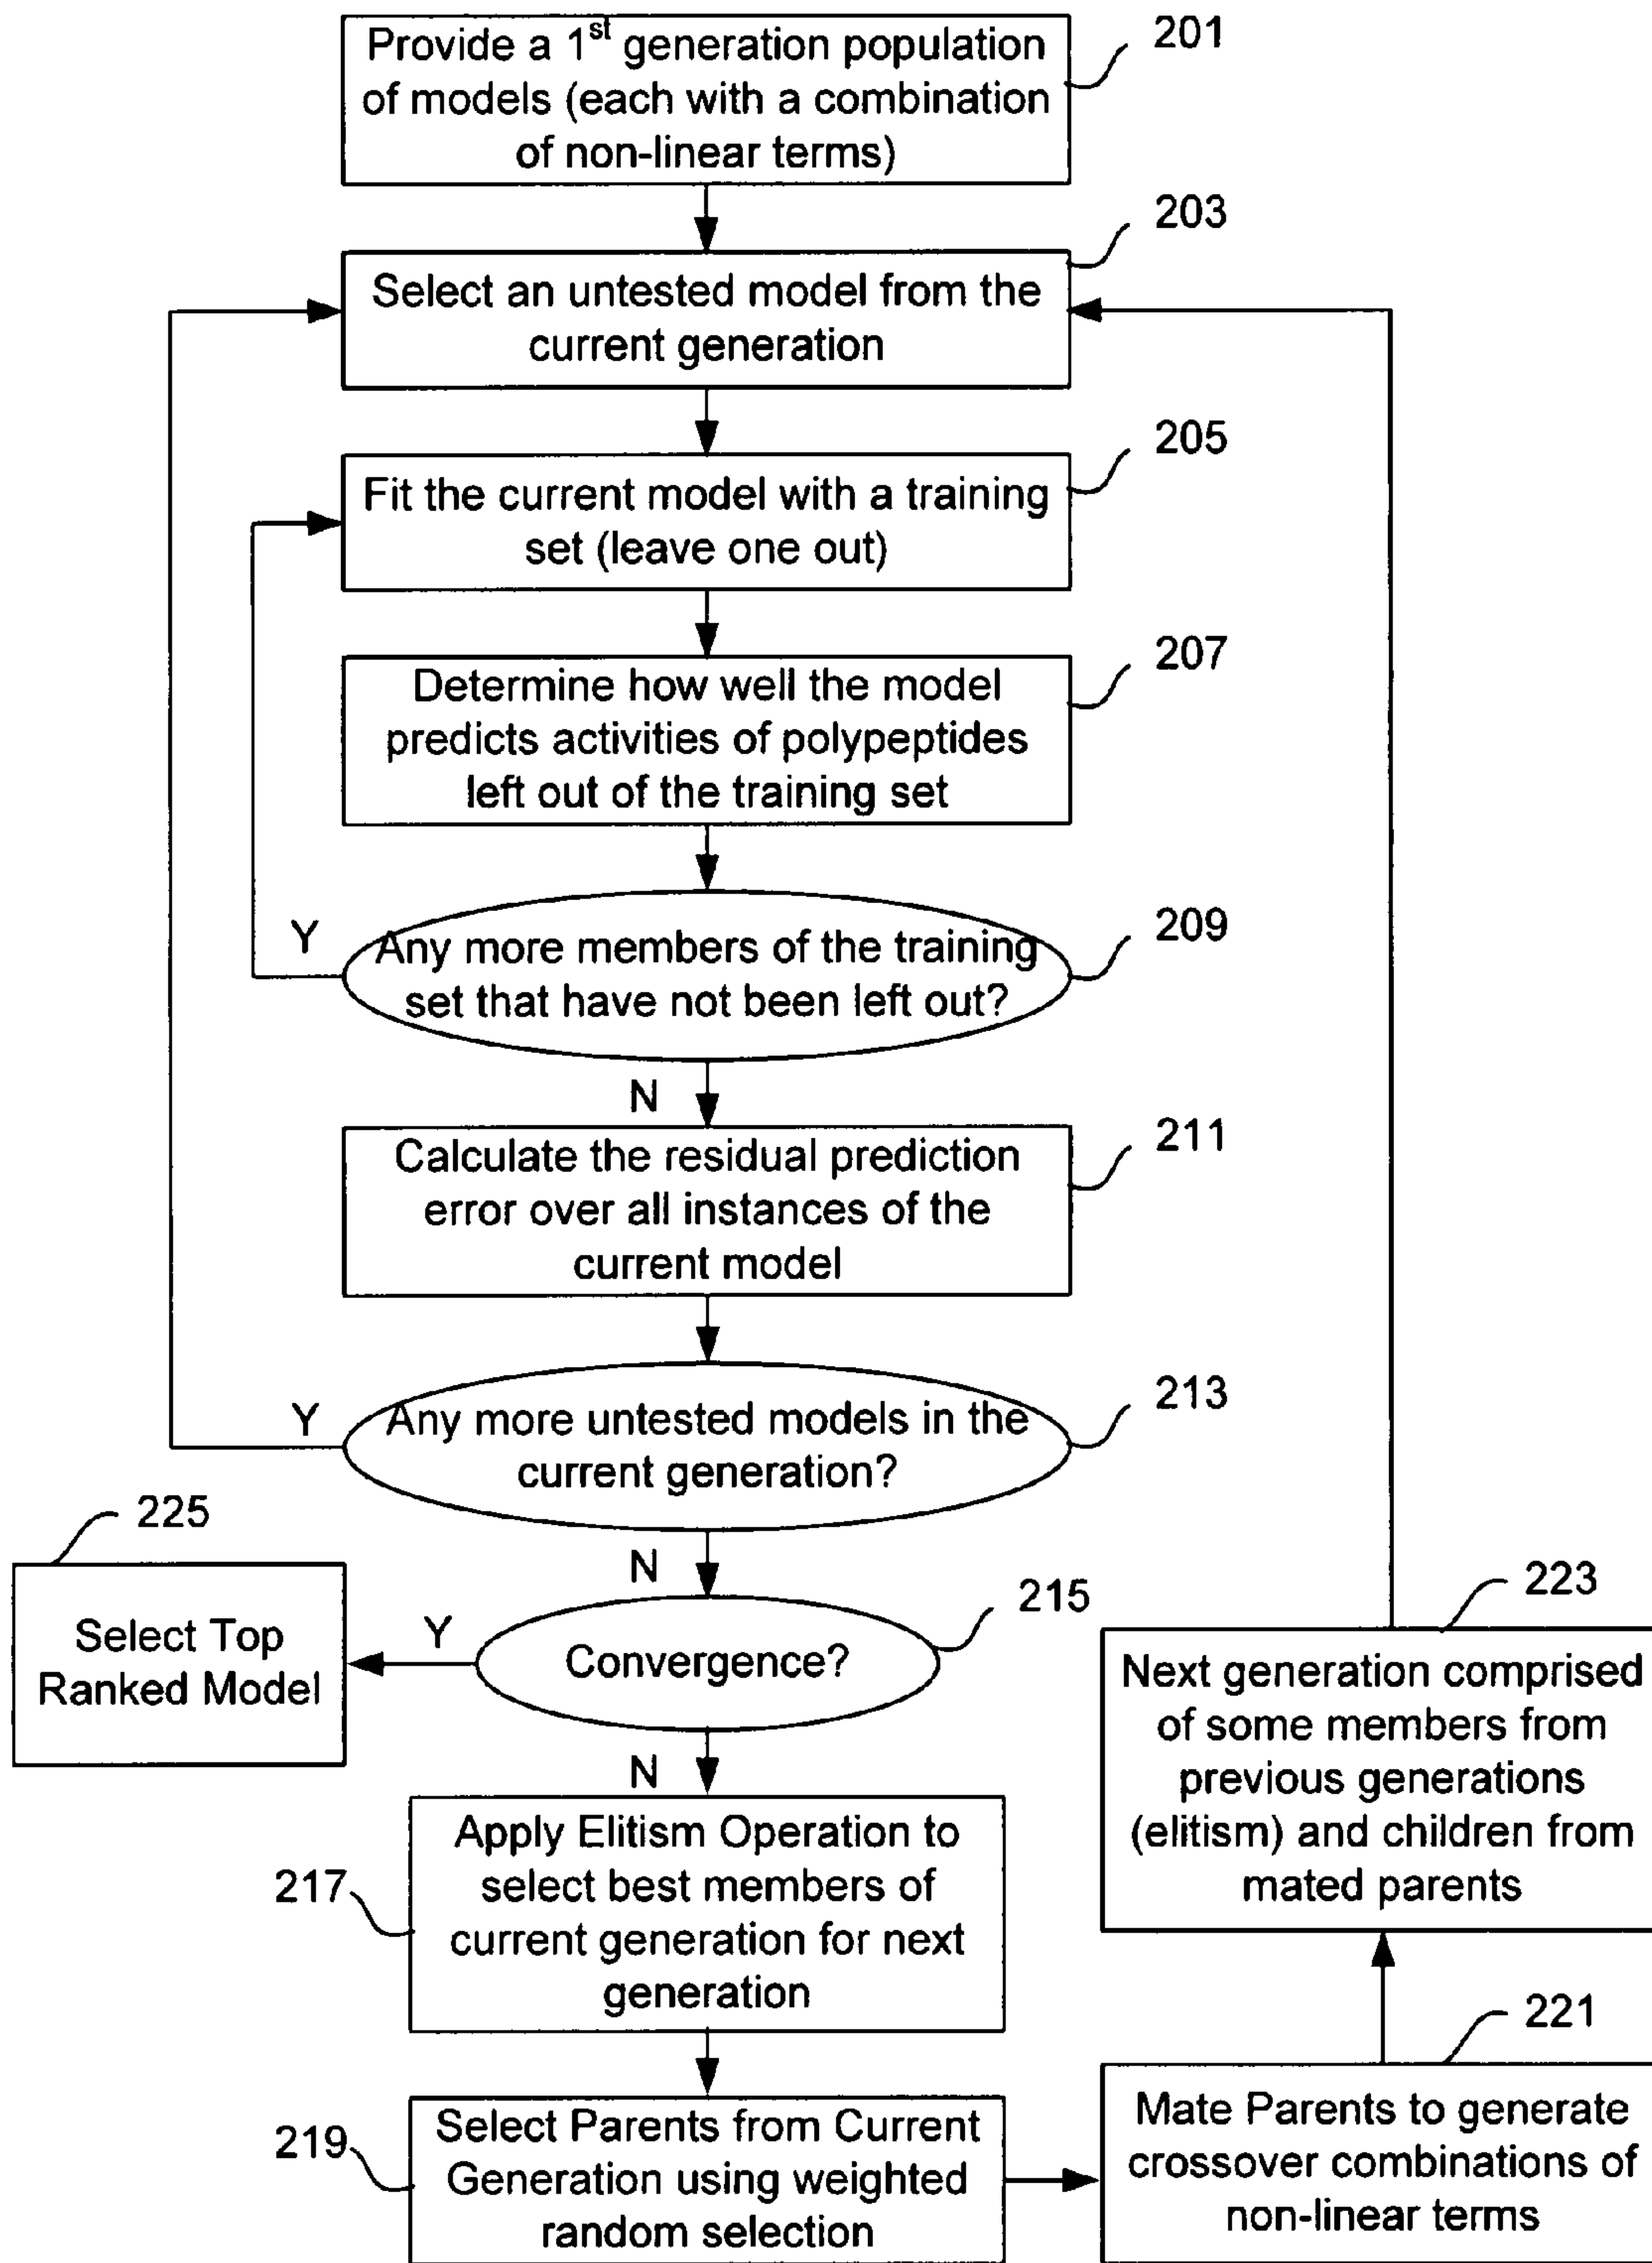 Provide a 1st generation population
of models (each with a combination
of non-linear terms)
201
203
Select an untested model from the
current generation
205
Fit the current model with a training
set (leave one out)
207
Determine how well the model
predicts activities of polypeptides
left out of the training set
209
Y
Any more members of the training
set that have not been left out?
N
211
Calculate the residual prediction
error over all instances of the
current model
213
Y
Any more untested models in the
current generation?
225
N
215
Select Top
Ranked Model
Y
Convergence?
223
Next generation comprised
of some members from
previous generations
(elitism) and children from
mated parents
N
217
Apply Elitism Operation to
select best members of
current generation for next
generation
221
219
Select Parents from Current
Generation using weighted
random selection
Mate Parents to generate
crossover combinations of
non-linear terms